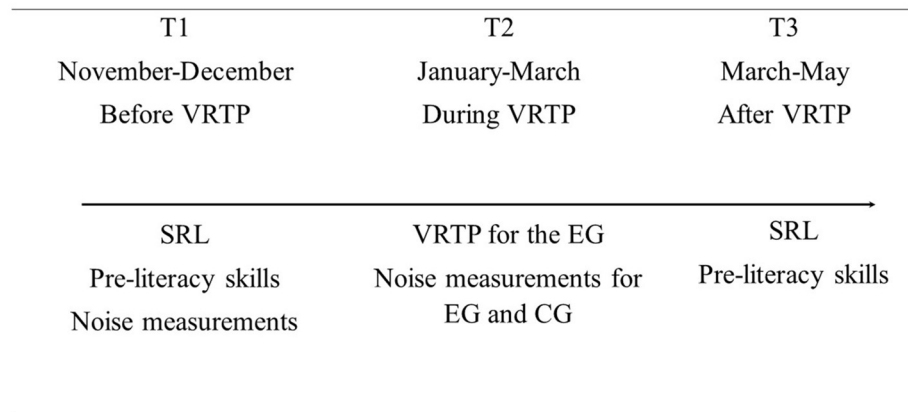 T1
November-December
Before VRTP
T2
January-March
During VRTP
T3
March-May
After VRTP
SRL
Pre-literacy skills
Noise measurements
VRTP for the EG
Noise measurements for
EG and CG
SRL
Pre-literacy skills